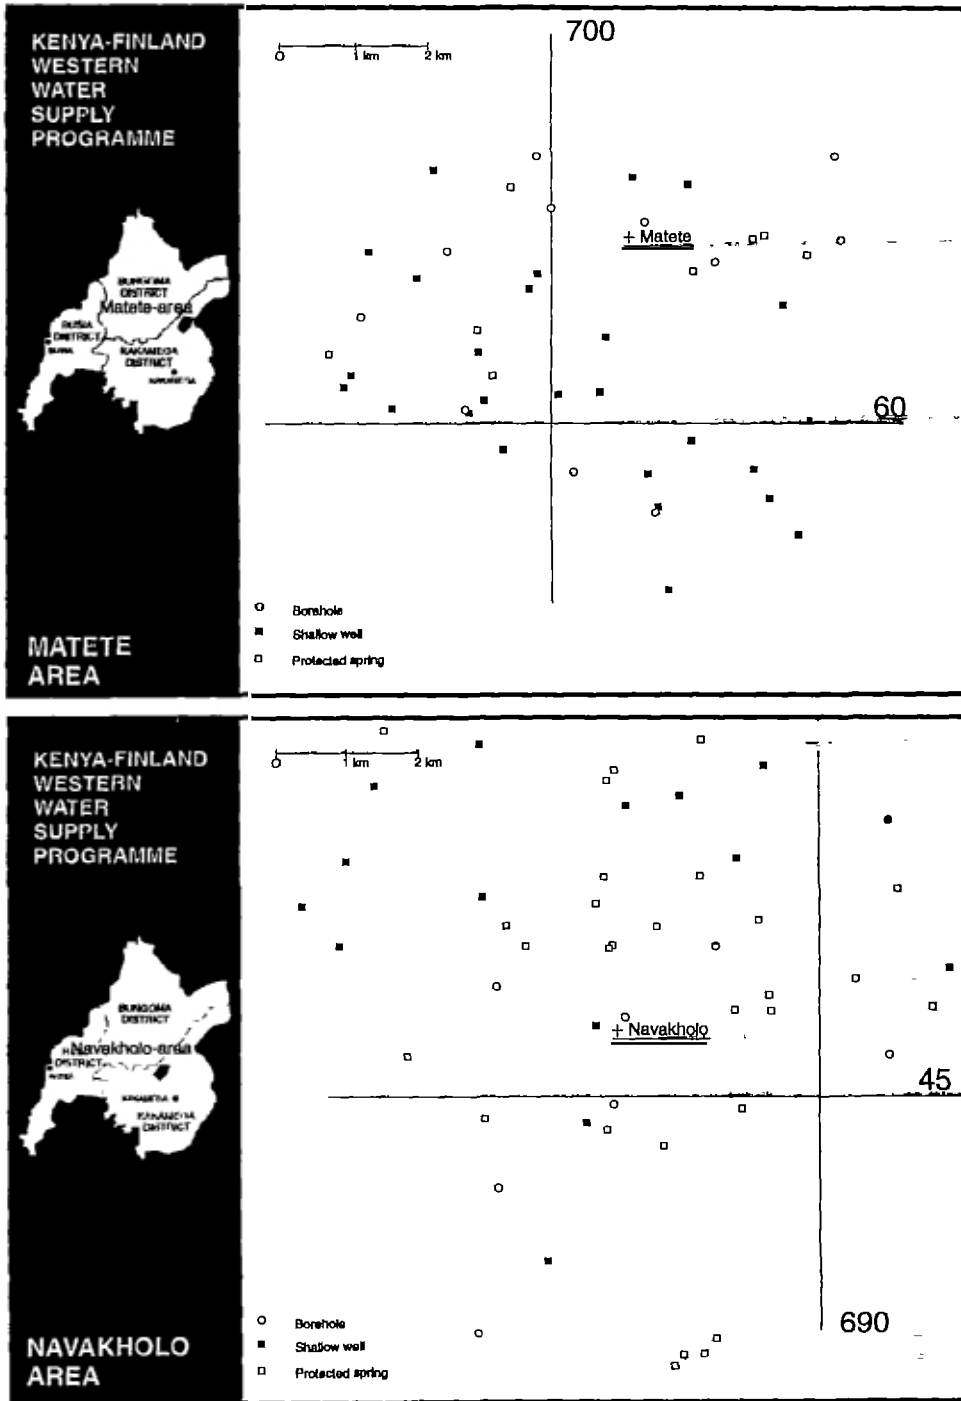 KENYA-FINLAND
WESTERN
WATER
SUPPLY
PROGRAMME
BUNGOMA
DISTRICT
Matete-area
BUSIA
DISTRICT
KAKAMEGA
DISTRICT
MATETE
AREA
0 1 km 2 km
700
+ Matete
60
Borehole
Shallow well
Protected spring
KENYA-FINLAND
WESTERN
WATER
SUPPLY
PROGRAMME
BUNGOMA
DISTRICT
Navakholo-area
DISTRICT
KAKAMEGA
KAKAMEGA
DISTRICT
NAVAKHOLO
AREA
0 1 km 2 km
+ Navakholo
45
690
Borehole
Shallow well
Protected spring